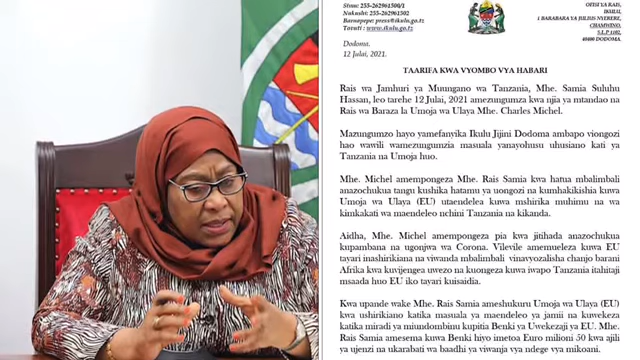 Simu: 255-262961500/1
Nukushi: 255-262961502
Barouepepe: press@ikulu.go.tz
Tovuti : www.ikulu.go.tz
OFISI YA RAIS,
IKULU,
1 BARABARA YA JULIUS NYERERE,
CHAMWINO,
S.L.P 1102,
40400 DODOMA.
Dodoma.
12 Julai, 2021.
TAARIFA KWA VYOMBO VYA HABARI
Rais wa Jamhuri ya Muungano wa Tanzania, Mhe. Samia Suluhu
Hassan, leo tarehe 12 Julai, 2021 amezungumza kwa njia ya mtandao na
Rais wa Baraza la Umoja wa Ulaya Mhe. Charles Michel.
Mazungumzo hayo yamefanyika Ikulu Jijini Dodoma ambapo viongozi
hao wawili wamezungumzia masuala yanayohusu uhusiano kati ya
Tanzania na Umoja huo.
Mhe. Michel amempongeza Mhe. Rais Samia kwa hatua mbalimbali
anazochukua tangu kushika hatamu ya uongozi na kumhakikishia kuwa
Umoja wa Ulaya (EU) utaendelea kuwa mshirika muhimu na wa
kimkakati wa maendeleo nchini Tanzania na kikanda.
Aidha, Mhe. Michel amempongeza pia kwa jitihada anazochukua
kupambana na ugonjwa wa Corona. Vilevile amemueleza kuwa EU
tayari inashirikiana na viwanda mbalimbali vinavyozalisha chanjo barani
Afrika kwa kuvijengea uwezo na kuongeza kuwa iwapo Tanzania itahitaji
msaada huo EU iko tayari kuisaidia.
Kwa upande wake Mhe. Rais Samia ameshukuru Umoja wa Ulaya (EU)
kwa ushirikiano katika masuala ya maendeleo ya jamii na kuwekeza
katika miradi ya miundombinu kupitia Benki ya Uwekezaji ya EU. Mhe.
Rais Samia amesema kuwa Benki hiyo imetoa Euro milioni 50 kwa ajili
ya ujenzi na ukarabati wa baadhi ya viwanja vya ndege vya mikoani.